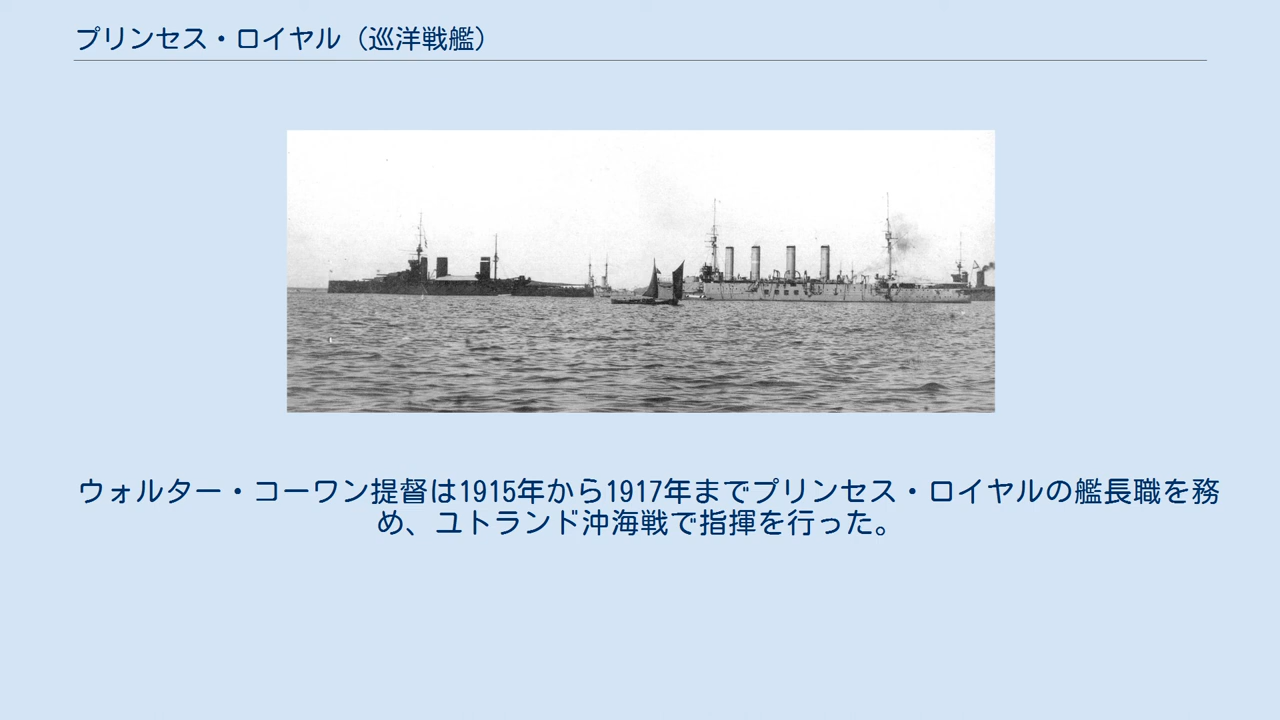 プリンセス・ロイヤル（巡洋戦艦）
ウォルター・コーワン提督は1915年から1917年までプリンセス・ロイヤルの艦長職を務
め、ユトランド沖海戦で指揮を行った。